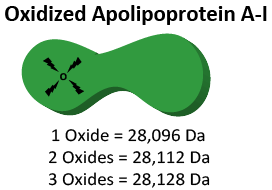 Oxidized Apolipoprotein A-I
O
1 Oxide = 28,096 Da
2 Oxides = 28,112 Da
3 Oxides = 28,128 Da